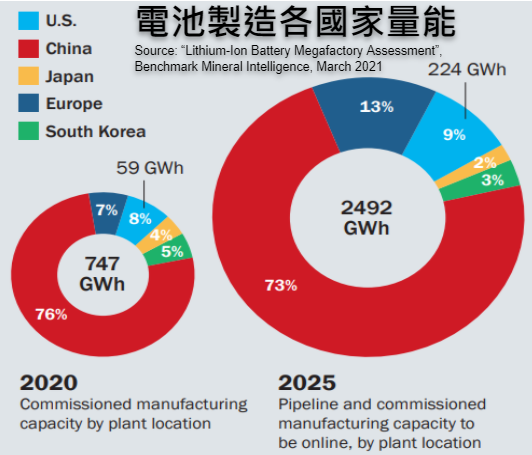 電池製造各國家量能
Source: “Lithium-Ion Battery Megafactory Assessment”,
Benchmark Mineral Intelligence, March 2021
U.S.
China
Japan
Europe
South Korea
59 GWh
7%
8%
4%
5%
76%
747
GWh
224 GWh
13%
9%
2%
3%
73%
2492
GWh
2020
Commissioned manufacturing
capacity by plant location
2025
Pipeline and commissioned
manufacturing capacity to
be online, by plant location